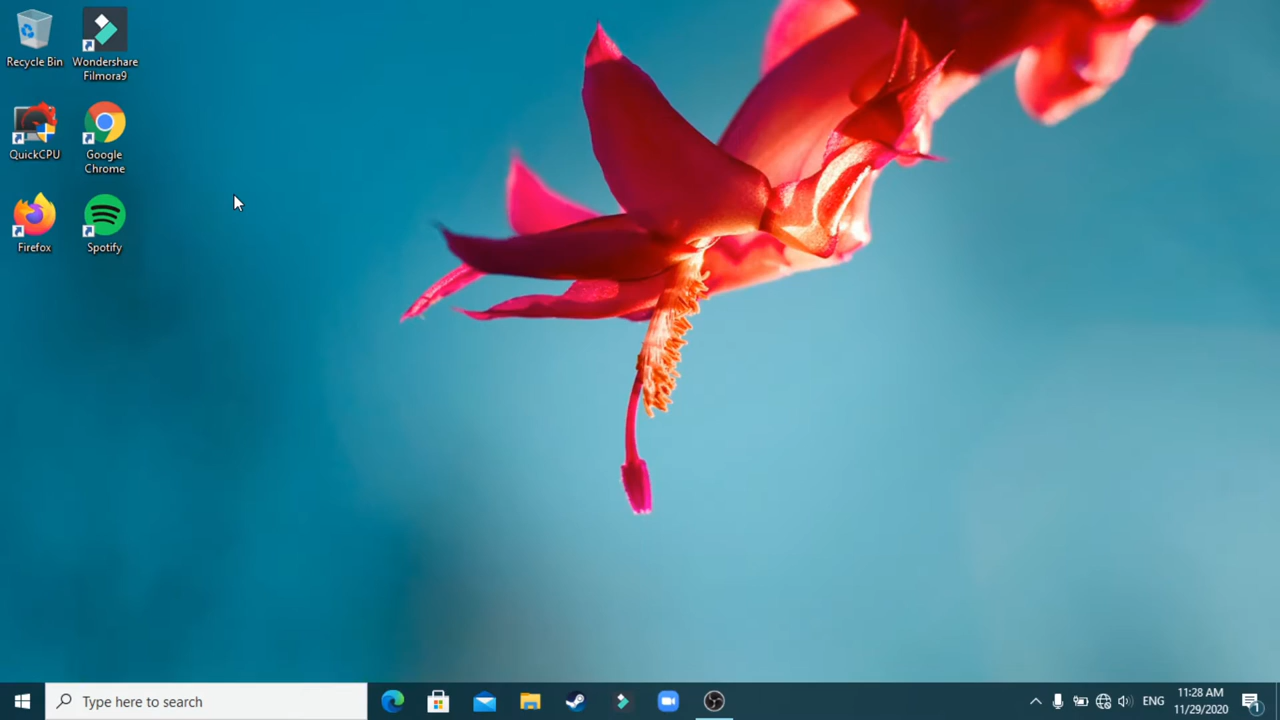 Recycle Bin
Wondershare
Filmora9
QuickCPU
Google
Chrome
Firefox
Spotify
Type here to search
ENG
11:28 AM
11/29/2020
1